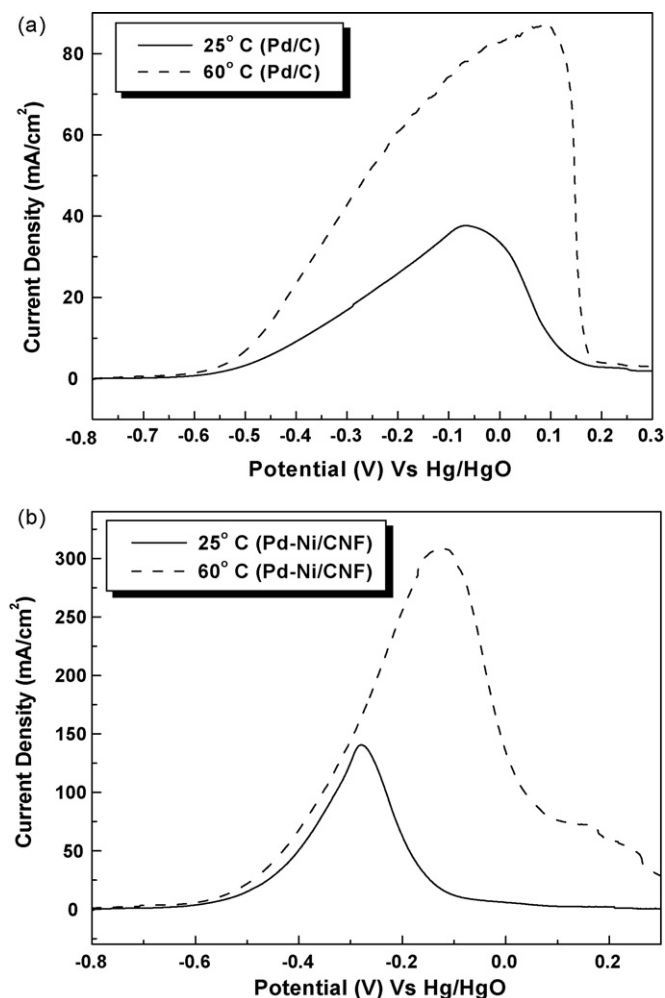 (a)
25° C (Pd/C)
60° C (Pd/C)
Current Density (mA/cm²)
80
60
40
20
0
-0.8 -0.7 -0.6 -0.5 -0.4 -0.3 -0.2 -0.1 0.0 0.1 0.2 0.3
Potential (V) Vs Hg/HgO
(b)
25° C (Pd-Ni/CNF)
60° C (Pd-Ni/CNF)
Current Density (mA/cm²)
300
250
200
150
100
50
0
-0.8 -0.6 -0.4 -0.2 0.0 0.2
Potential (V) Vs Hg/HgO